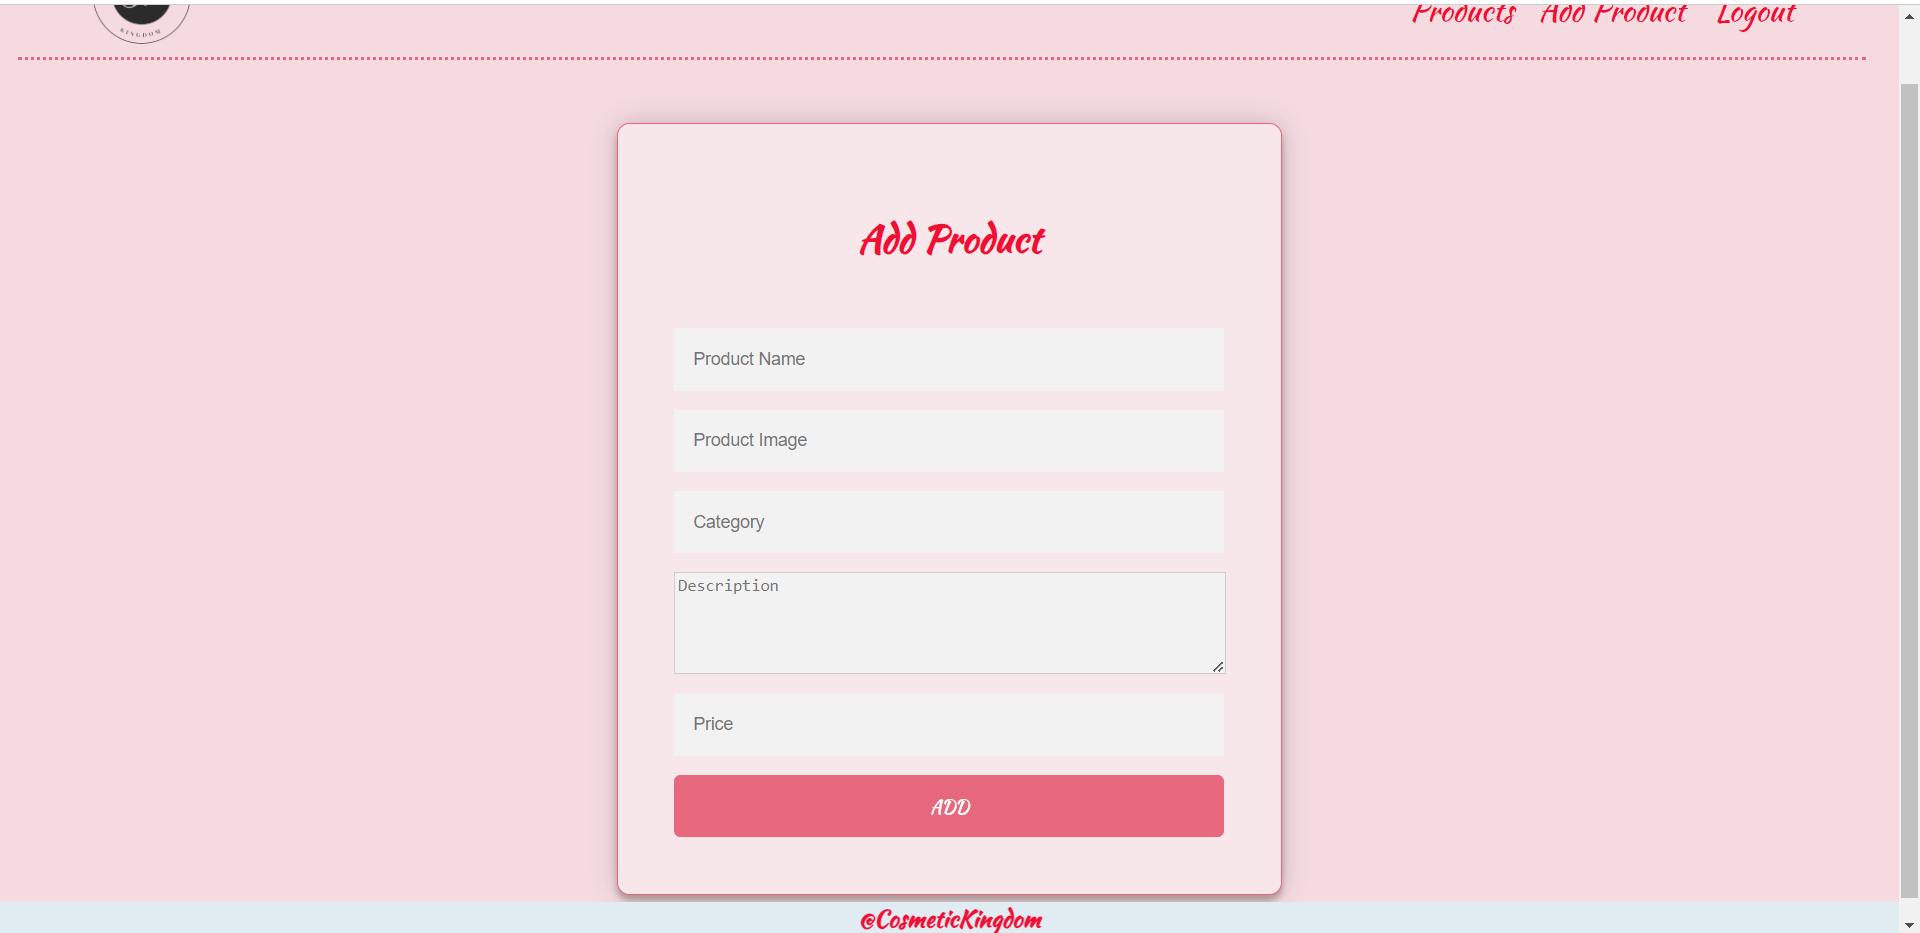 KINGDOM
Products Add Product Logout
Add Product
Product Name
Product Image
Category
Description
Price
ADD
@CosmeticKingdom